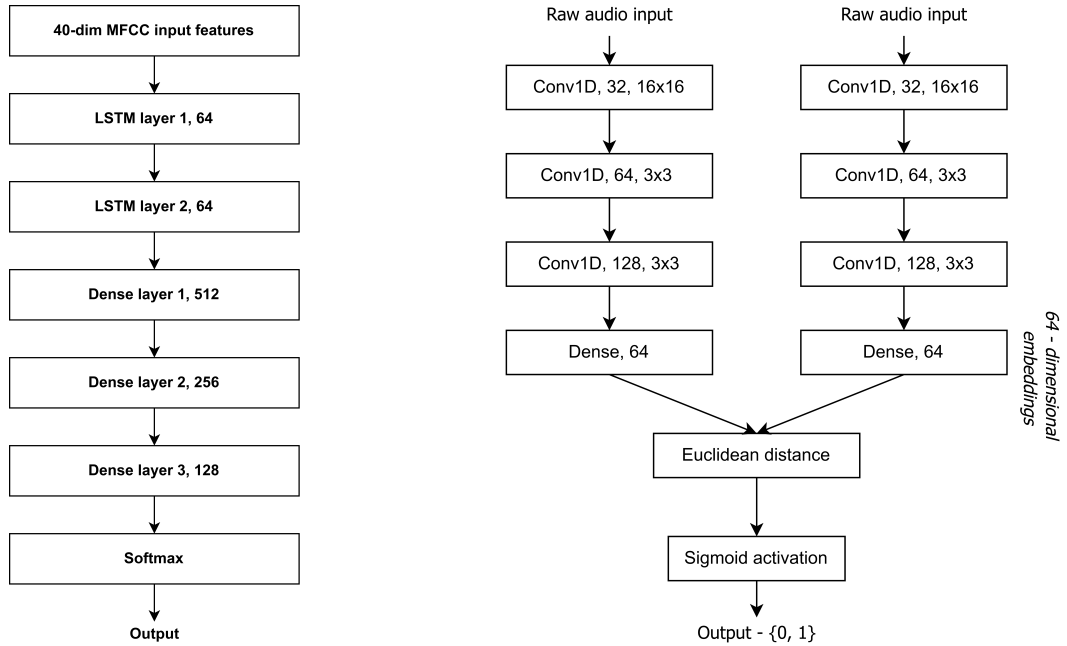 40-dim MFCC input features
LSTM layer 1, 64
LSTM layer 2, 64
Dense layer 1, 512
Dense layer 2, 256
Dense layer 3, 128
Softmax
Output
Raw audio input
Conv1D, 32, 16x16
Conv1D, 64, 3x3
Conv1D, 128, 3x3
Dense, 64
Raw audio input
Conv1D, 32, 16x16
Conv1D, 64, 3x3
Conv1D, 128, 3x3
Dense, 64
64 - dimensional
embeddings
Euclidean distance
Sigmoid activation
Output - {0, 1}